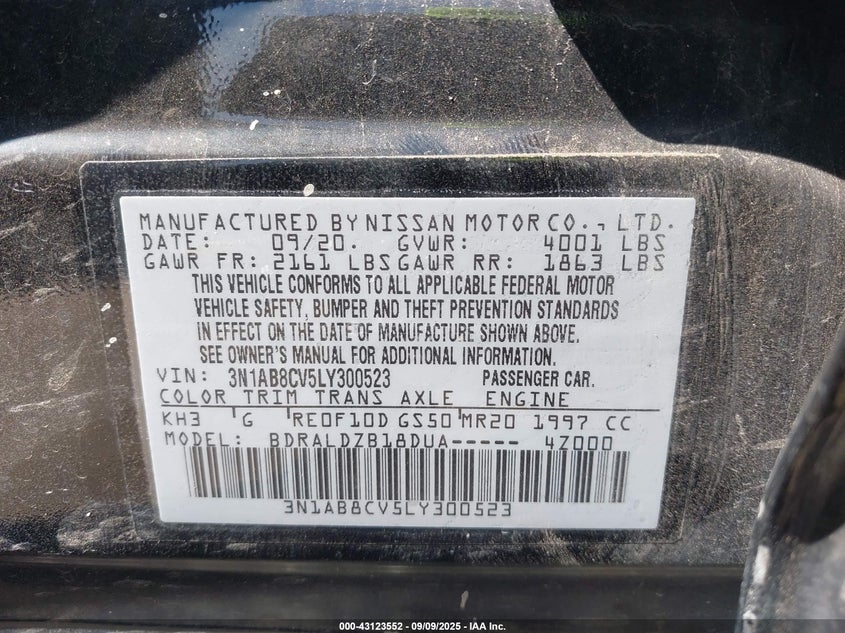 MANUFACTURED BY NISSAN MOTOR CO., LTD.
DATE: 09/20. GVWR: 4001 LBS
GAWR FR: 2161 LBS GAWR RR: 1863 LBS
THIS VEHICLE CONFORMS TO ALL APPLICABLE FEDERAL MOTOR
VEHICLE SAFETY, BUMPER AND THEFT PREVENTION STANDARDS
IN EFFECT ON THE DATE OF MANUFACTURE SHOWN ABOVE.
SEE OWNER'S MANUAL FOR ADDITIONAL INFORMATION.
VIN: 3N1AB8CV5LY300523 PASSENGER CAR.
COLOR TRIM TRANS AXLE ENGINE
KH3 G RE0F10D GS50 MR20 1997 CC
MODEL: BDRALDZB18DUA----- 4Z000
3N1AB8CV5LY300523
000-43123552 - 09/09/2025 - IAA Inc.